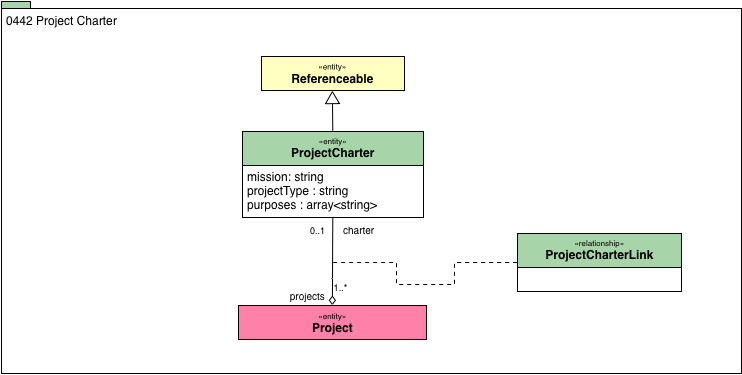 0442 Project Charter
«entity»
Referenceable
«entity»
ProjectCharter
mission: string
projectType : string
purposes : array<string>
0..1 charter
«relationship»
ProjectCharterLink
1..*
projects
«entity»
Project